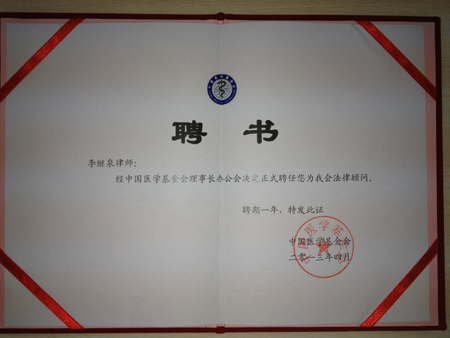 聘 书
李继泉律师：
经中国医学基金会理事长办公会决定正式聘任您为我会法律顾问。
聘期一年，特发此证
中国医学基金会
二零一三年四月